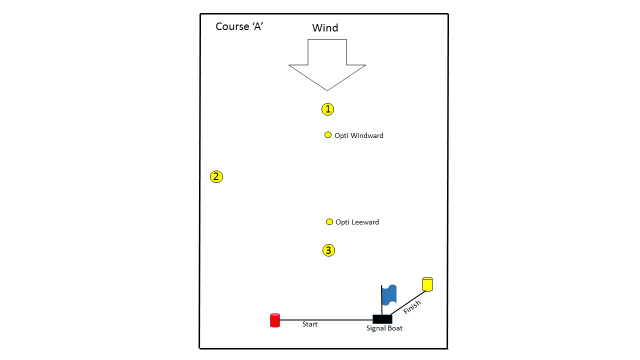 Course ‘A’
Wind
1
Opti Windward
2
Opti Leeward
3
Finish
Start
Signal Boat